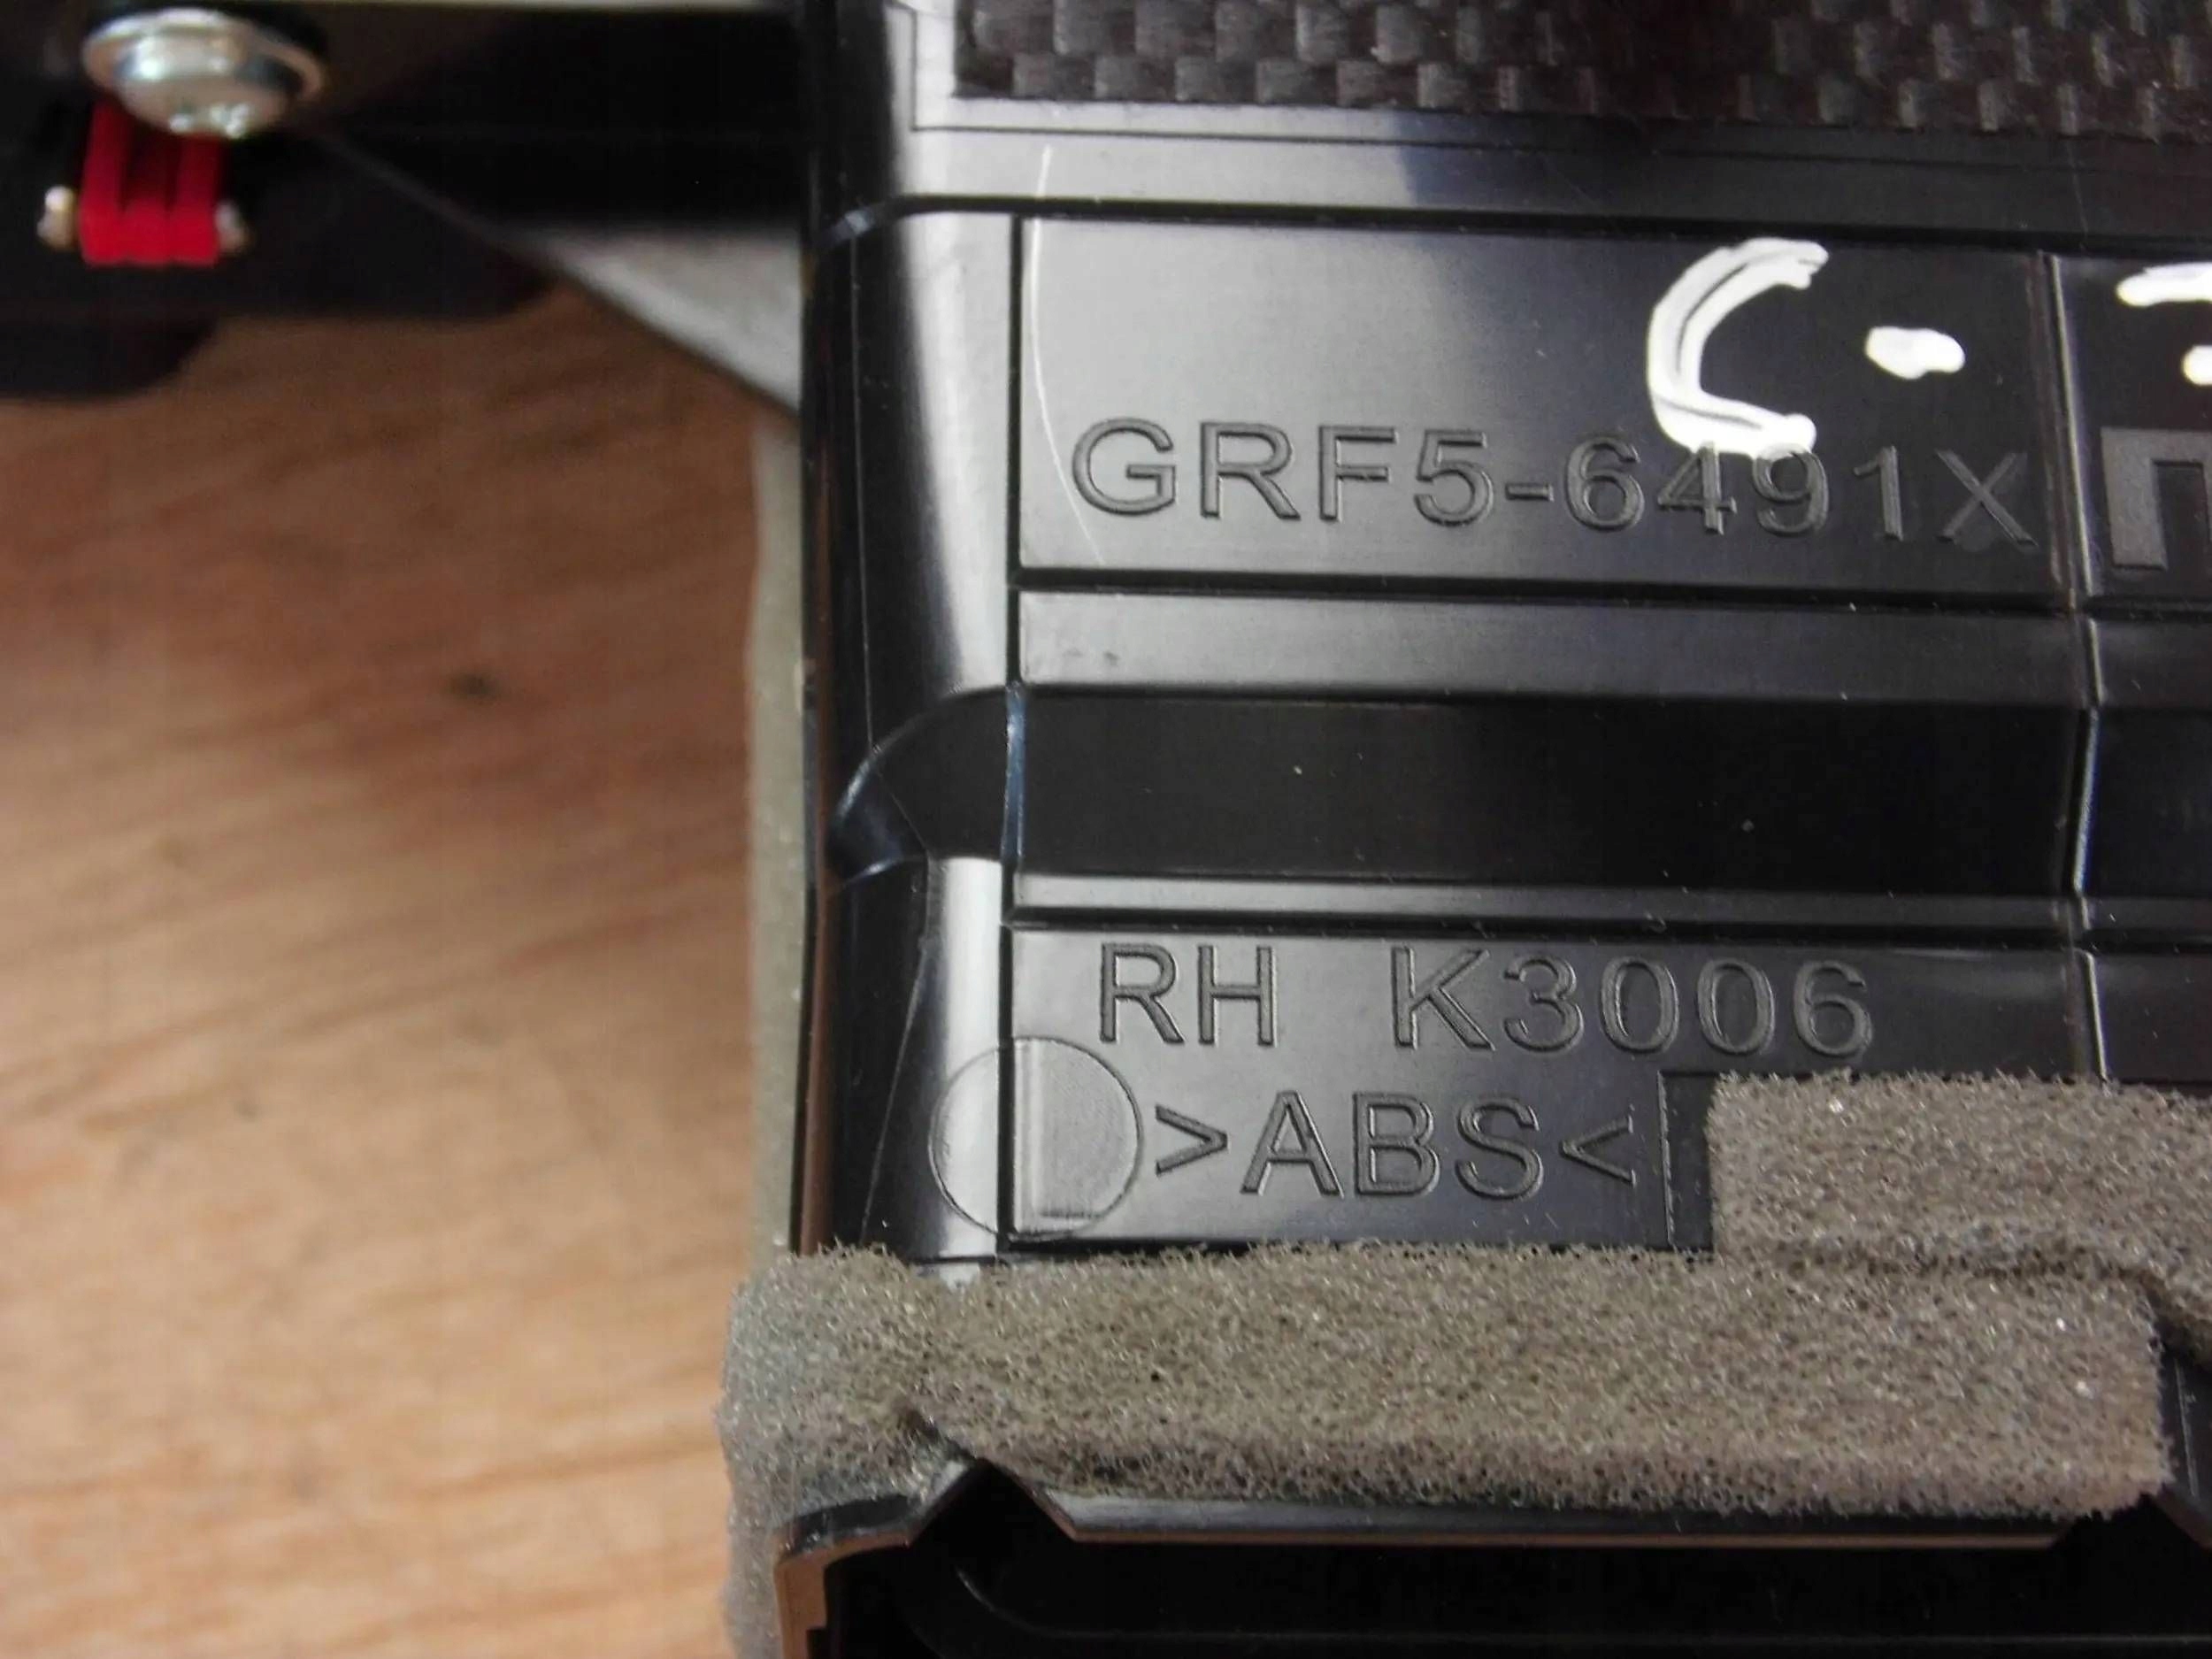 GRF5-6491X
RH K3006
>ABS<